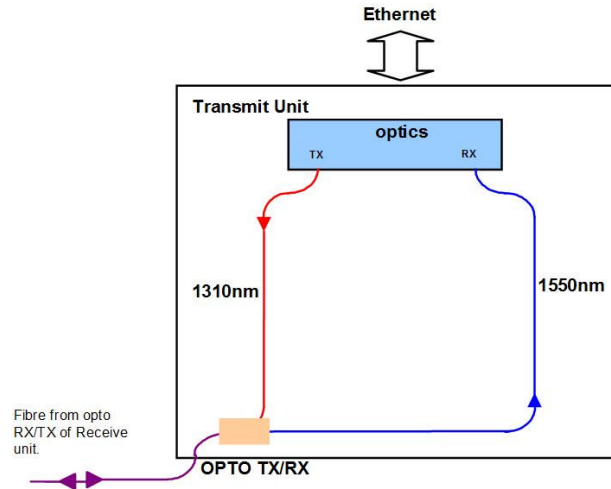 Ethernet
Transmit Unit
optics
TX
RX
1310nm
1550nm
Fibre from opto
RX/TX of Receive
unit.
OPTO TX/RX